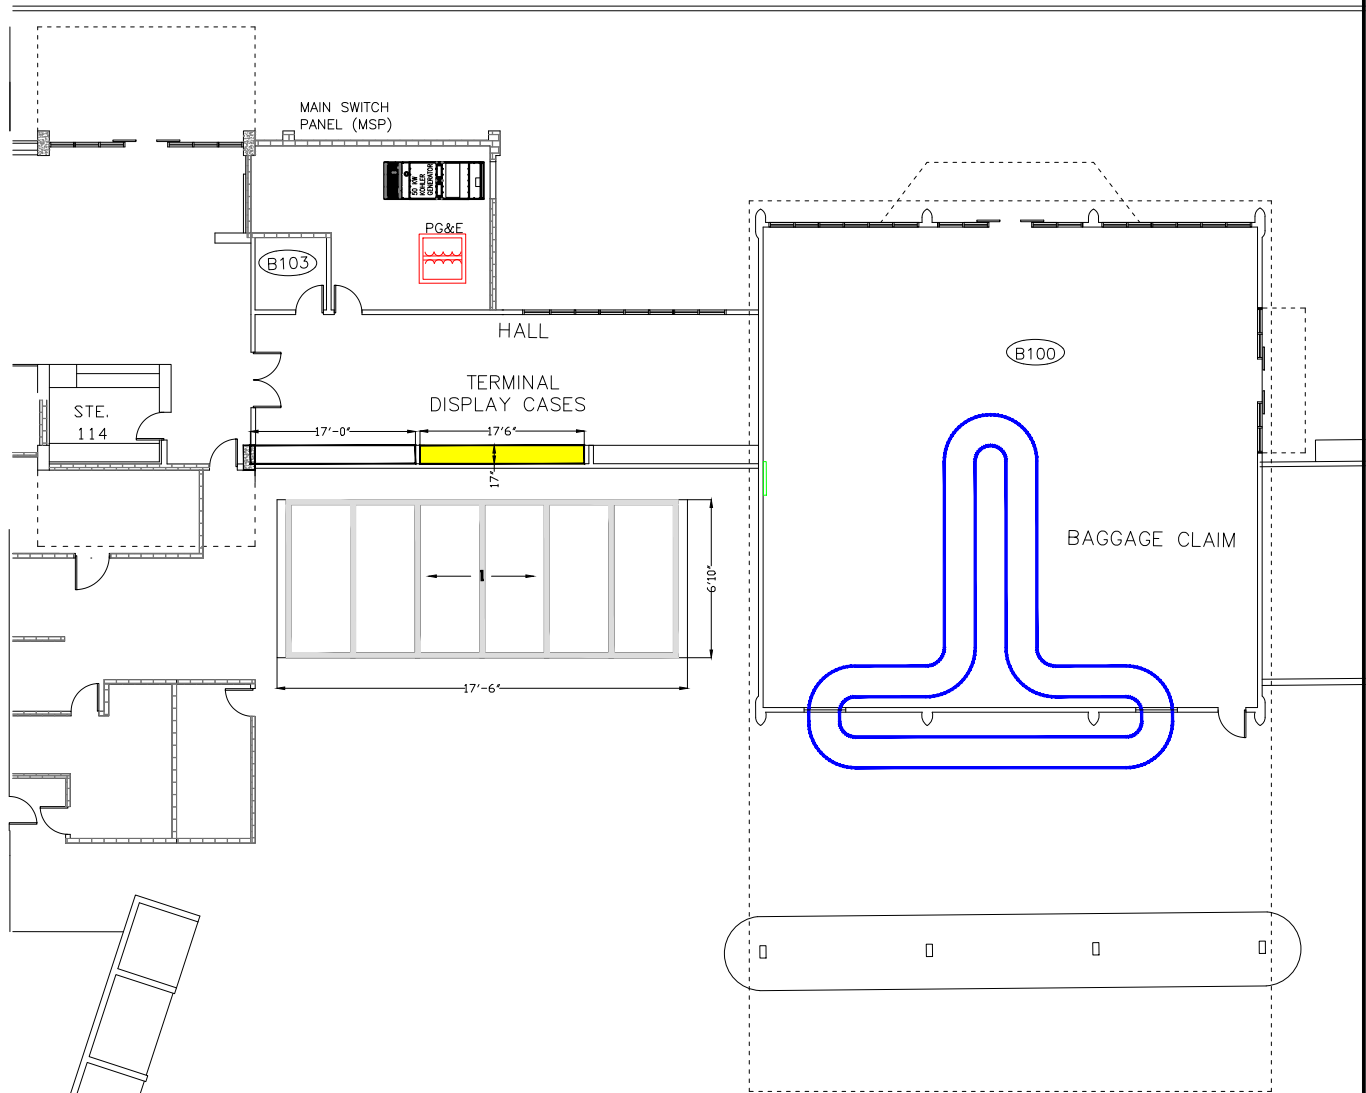 MAIN SWITCH
PANEL (MSP)
50 KW
KOHLER
GENERATOR
PG&E
B103
HALL
B100
TERMINAL
DISPLAY CASES
STE.
114
17'-0"
17'6"
17"
BAGGAGE CLAIM
6'10"
17'-6"